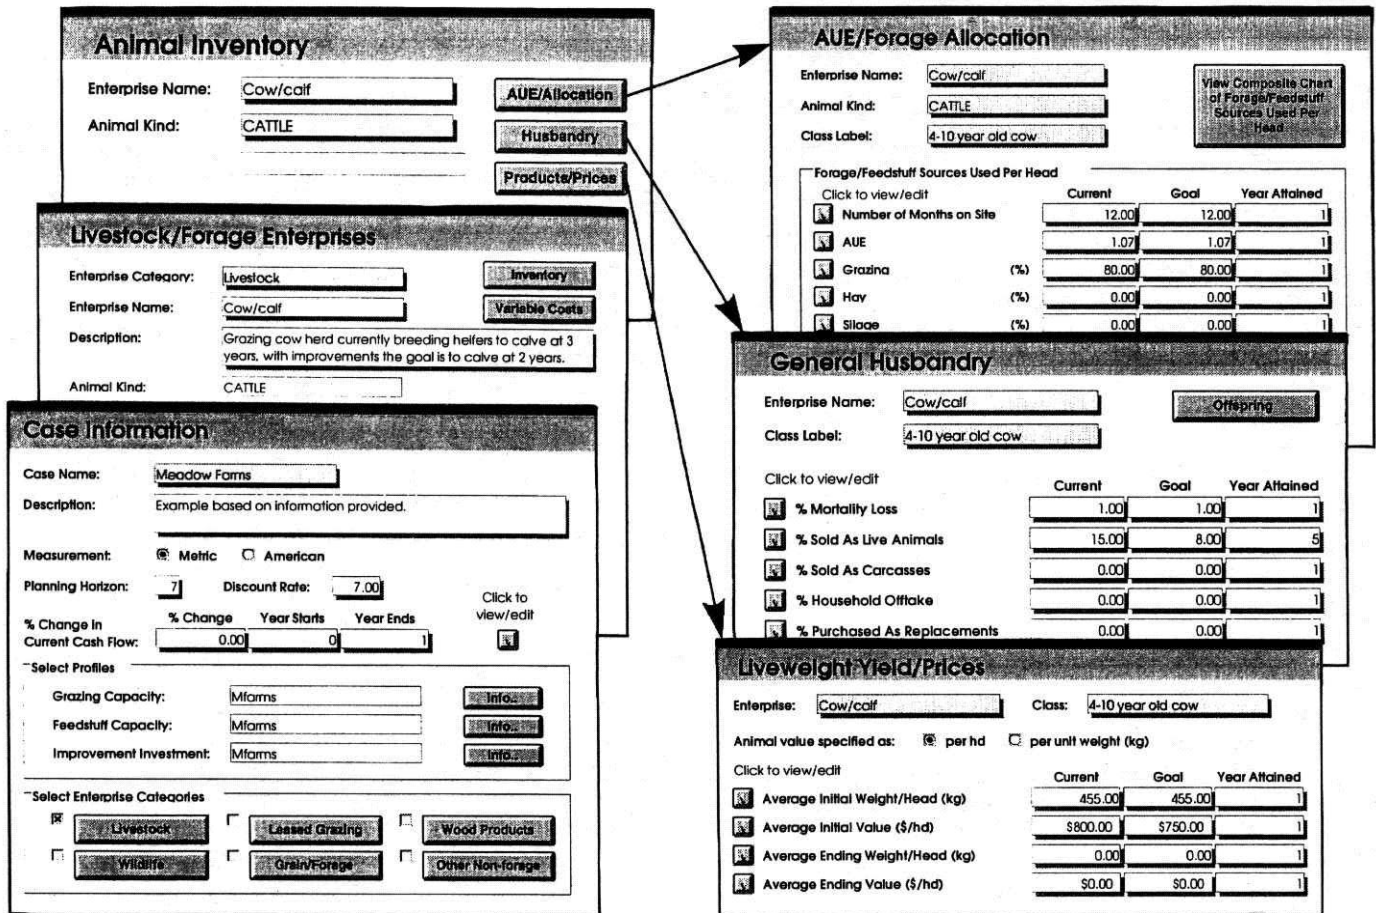 Animal Inventory
Enterprise Name: Cow/calf AUE/Allocation
Animal Kind: CATTLE Husbandry
Products/Prices
Livestock/Forage Enterprises
Enterprise Category: Livestock Inventory
Enterprise Name: Cow/calf Variable Costs
Description: Grazing cow herd currently breeding heifers to calve at 3
years, with improvements the goal is to calve at 2 years.
Animal Kind: CATTLE
Case Information
Case Name: Meadow Farms
Description: Example based on information provided.
Measurement: Metric American
Planning Horizon: 7 Discount Rate: 7.00
Click to
view/edit
% Change Year Starts Year Ends
% Change In
Current Cash Flow: 0.00 0 1
Select Profiles
Grazing Capacity: Mfarms Info..
Feedstuff Capacity: Mfarms Info..
Improvement Investment: Mfarms Info..
Select Enterprise Categories
Livestock Leased Grazing Wood Products
Wildlife Grain/Forage Other Non-forage
AUE/Forage Allocation
Enterprise Name: Cow/calf
Animal Kind: CATTLE
Class Label: 4-10 year old cow
View Composite Chart
of Forage/Feedstuff
Sources Used Per
Head
Forage/Feedstuff Sources Used Per Head
Click to view/edit Current Goal Year Attained
Number of Months on Site 12.00 12.00 1
AUE 1.07 1.07 1
Grazing (%) 80.00 80.00 1
Hay (%) 0.00 0.00 1
Silage (%) 0.00 0.00 1
General Husbandry
Enterprise Name: Cow/calf Offspring
Class Label: 4-10 year old cow
Click to view/edit Current Goal Year Attained
% Mortality Loss 1.00 1.00 1
% Sold As Live Animals 15.00 8.00 5
% Sold As Carcasses 0.00 0.00 1
% Household Offtake 0.00 0.00 1
% Purchased As Replacements 0.00 0.00 1
Liveweight Yield/Prices
Enterprise: Cow/calf Class: 4-10 year old cow
Animal value specified as: per hd per unit weight (kg)
Click to view/edit Current Goal Year Attained
Average Initial Weight/Head (kg) 455.00 455.00 1
Average Initial Value ($/hd) $800.00 $750.00 1
Average Ending Weight/Head (kg) 0.00 0.00 1
Average Ending Value ($/hd) $0.00 $0.00 1